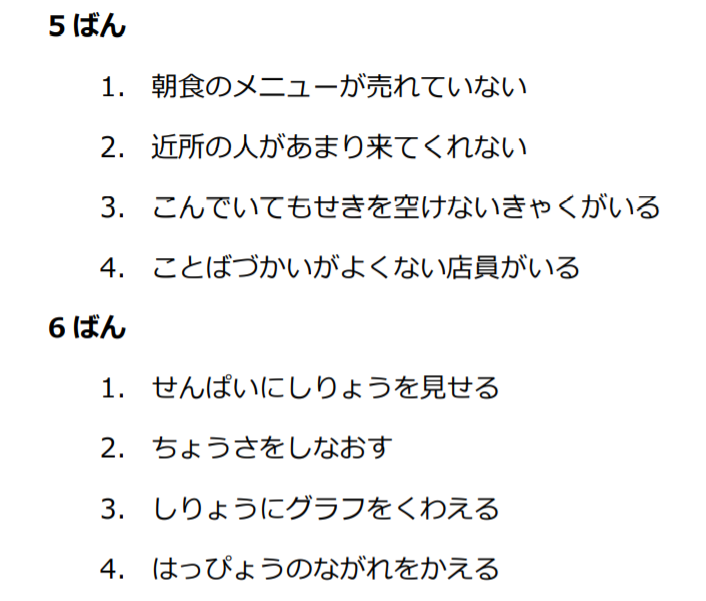 5 ばん
1. 朝食のメニューが売れていない
2. 近所の人があまり来てくれない
3. こんでいてもせきを空けないきゃくがいる
4. ことばづかいがよくない店員がいる
6 ばん
1. せんぱいにしりょうを見せる
2. ちょうさをしなおす
3. しりょうにグラフをくわえる
4. はっぴょうのながれをかえる